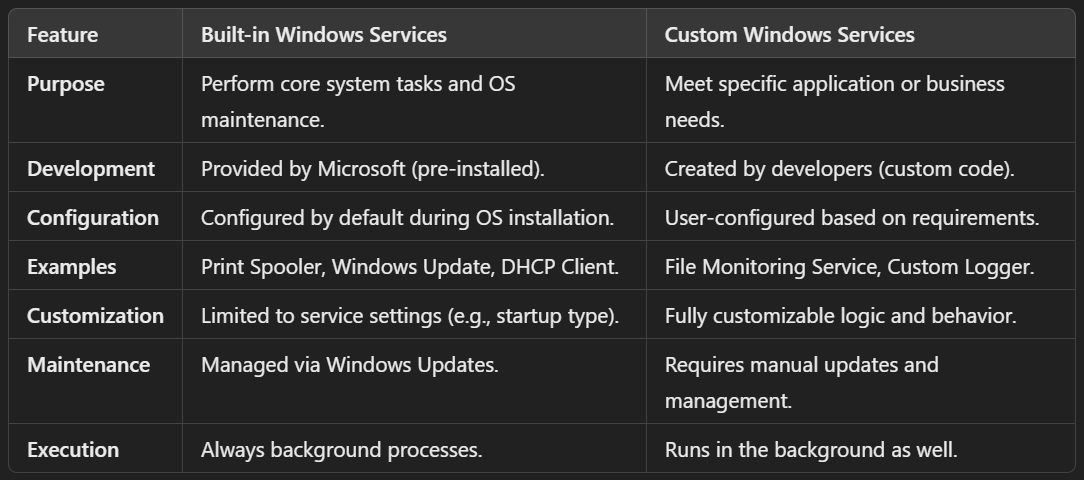 Feature Built-in Windows Services Custom Windows Services
Purpose Perform core system tasks and OS Meet specific application or business
maintenance. needs.
Development Provided by Microsoft (pre-installed). Created by developers (custom code).
Configuration Configured by default during OS installation. User-configured based on requirements.
Examples Print Spooler, Windows Update, DHCP Client. File Monitoring Service, Custom Logger.
Customization Limited to service settings (e.g., startup type). Fully customizable logic and behavior.
Maintenance Managed via Windows Updates. Requires manual updates and
management.
Execution Always background processes. Runs in the background as well.